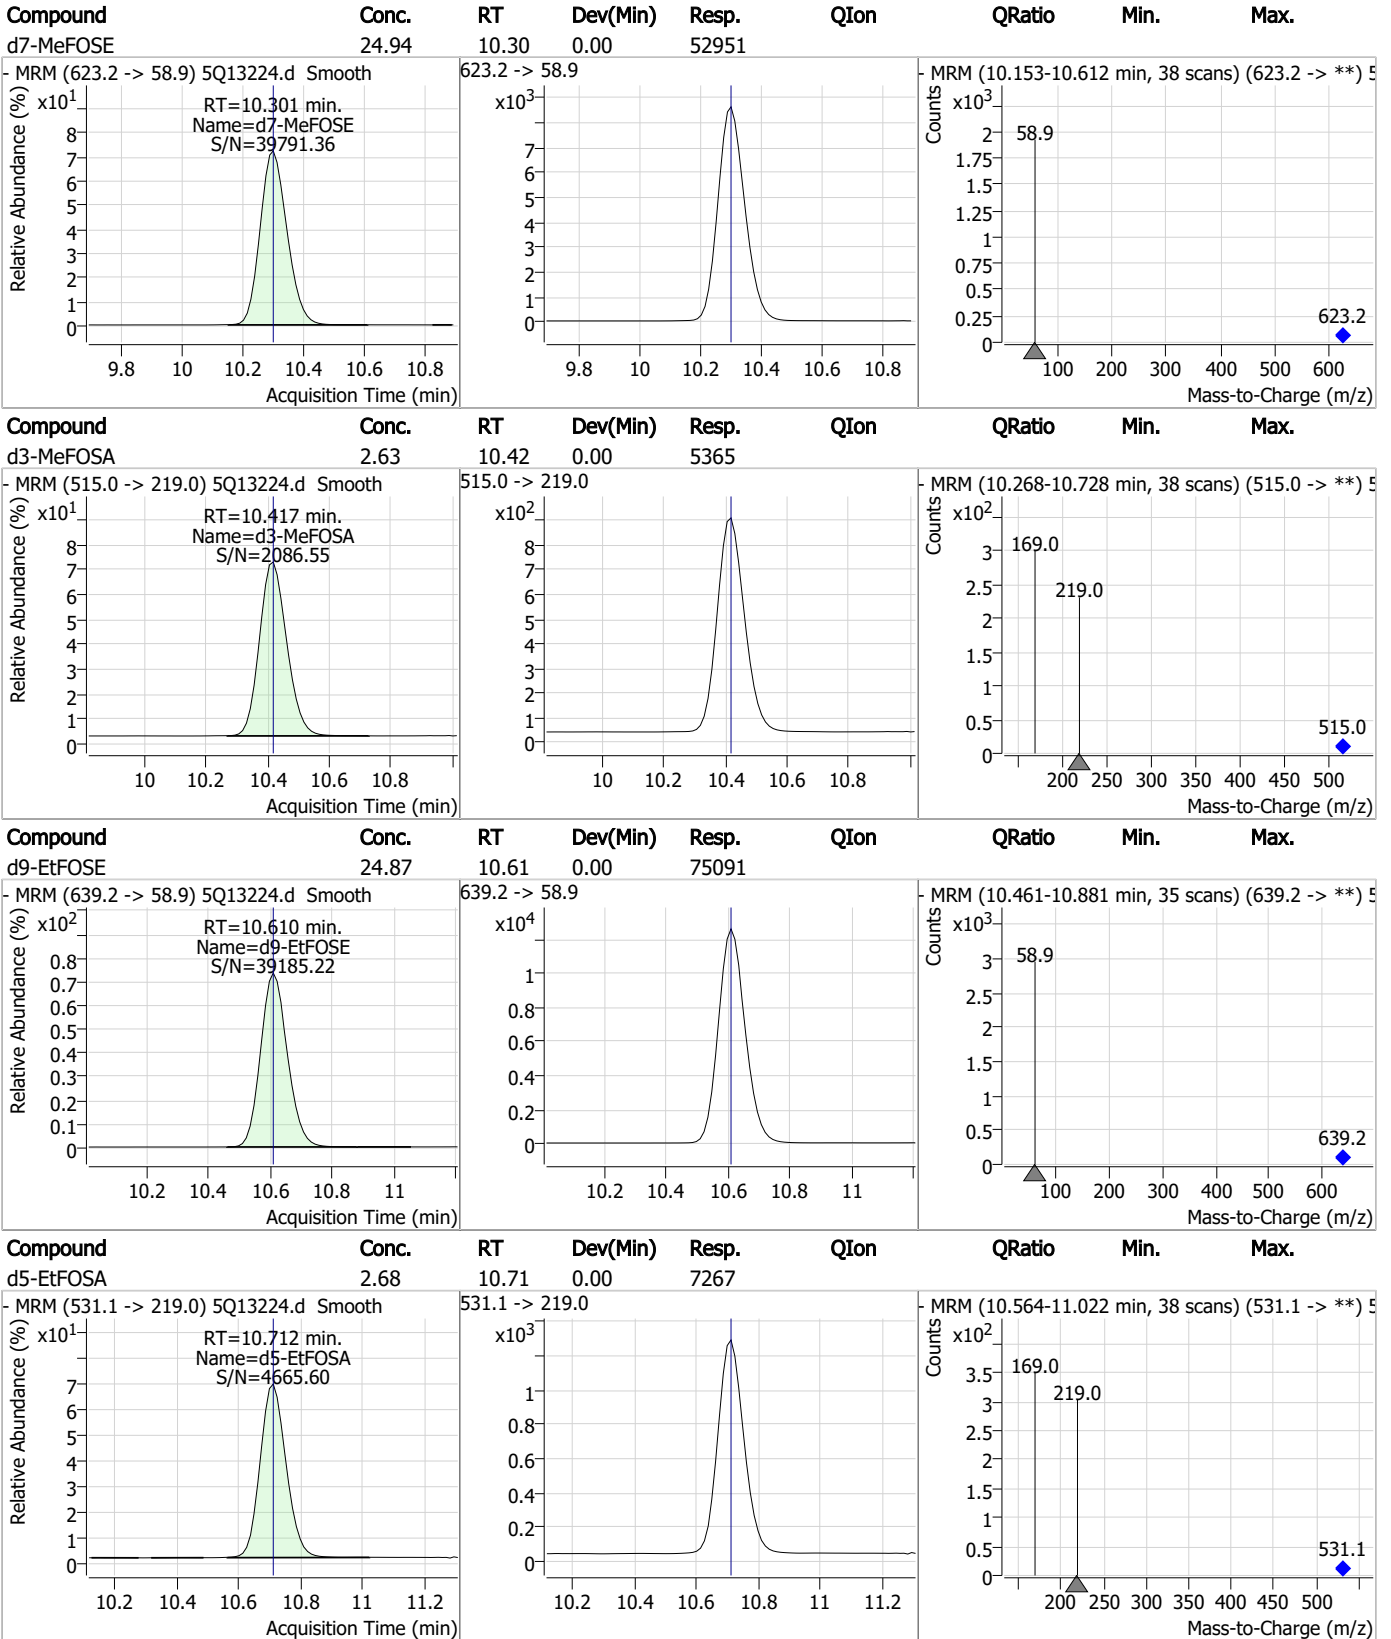 Compound Conc. RT Dev(Min) Resp. QIon QRatio Min. Max.
d7-MeFOSE 24.94 10.30 0.00 52951
- MRM (623.2 -> 58.9) 5Q13224.d Smooth
x10^1
RT=10.301 min.
Name=d7-MeFOSE
S/N=39791.36
Relative Abundance (%)
8
7
6
5
4
3
2
1
0
9.8 10 10.2 10.4 10.6 10.8
Acquisition Time (min)
623.2 -> 58.9
x10^3
7
6
5
4
3
2
1
0
9.8 10 10.2 10.4 10.6 10.8
- MRM (10.153-10.612 min, 38 scans) (623.2 -> **) 5
Counts
x10^3
58.9
2
1.75
1.5
1.25
1
0.75
0.5
0.25
0
623.2
100 200 300 400 500 600
Mass-to-Charge (m/z)
Compound Conc. RT Dev(Min) Resp. QIon QRatio Min. Max.
d3-MeFOSA 2.63 10.42 0.00 5365
- MRM (515.0 -> 219.0) 5Q13224.d Smooth
x10^1
RT=10.417 min.
Name=d3-MeFOSA
S/N=2086.55
Relative Abundance (%)
8
7
6
5
4
3
2
1
0
10 10.2 10.4 10.6 10.8
Acquisition Time (min)
515.0 -> 219.0
x10^2
8
7
6
5
4
3
2
1
0
10 10.2 10.4 10.6 10.8
- MRM (10.268-10.728 min, 38 scans) (515.0 -> **) 5
Counts
x10^2
169.0
219.0
3
2.5
2
1.5
1
0.5
0
515.0
200 250 300 350 400 450 500
Mass-to-Charge (m/z)
Compound Conc. RT Dev(Min) Resp. QIon QRatio Min. Max.
d9-EtFOSE 24.87 10.61 0.00 75091
- MRM (639.2 -> 58.9) 5Q13224.d Smooth
x10^2
RT=10.610 min.
Name=d9-EtFOSE
S/N=39185.22
Relative Abundance (%)
0.8
0.7
0.6
0.5
0.4
0.3
0.2
0.1
0
10.2 10.4 10.6 10.8 11
Acquisition Time (min)
639.2 -> 58.9
x10^4
1
0.8
0.6
0.4
0.2
0
10.2 10.4 10.6 10.8 11
- MRM (10.461-10.881 min, 35 scans) (639.2 -> **) 5
Counts
x10^3
58.9
3
2.5
2
1.5
1
0.5
0
639.2
100 200 300 400 500 600
Mass-to-Charge (m/z)
Compound Conc. RT Dev(Min) Resp. QIon QRatio Min. Max.
d5-EtFOSA 2.68 10.71 0.00 7267
- MRM (531.1 -> 219.0) 5Q13224.d Smooth
x10^1
RT=10.712 min.
Name=d5-EtFOSA
S/N=4665.60
Relative Abundance (%)
7
6
5
4
3
2
1
0
10.2 10.4 10.6 10.8 11 11.2
Acquisition Time (min)
531.1 -> 219.0
x10^3
1
0.8
0.6
0.4
0.2
0
10.2 10.4 10.6 10.8 11 11.2
- MRM (10.564-11.022 min, 38 scans) (531.1 -> **) 5
Counts
x10^2
169.0
219.0
3.5
3
2.5
2
1.5
1
0.5
0
531.1
200 250 300 350 400 450 500
Mass-to-Charge (m/z)